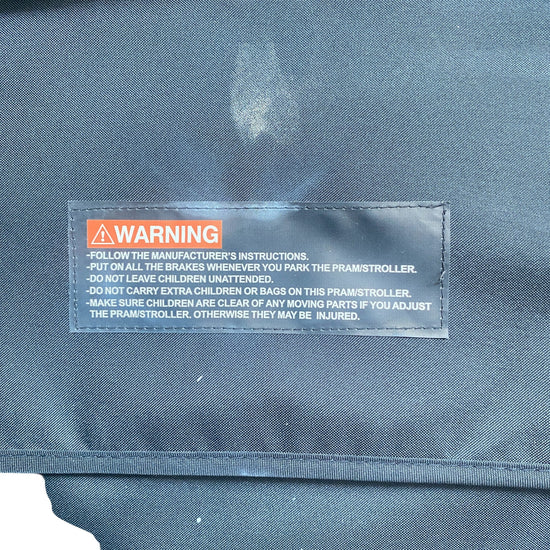 WARNING
-FOLLOW THE MANUFACTURER'S INSTRUCTIONS.
-PUT ON ALL THE BRAKES WHENEVER YOU PARK THE PRAM/STROLLER.
-DO NOT LEAVE CHILDREN UNATTENDED.
-DO NOT CARRY EXTRA CHILDREN OR BAGS ON THIS PRAM/STROLLER.
-MAKE SURE CHILDREN ARE CLEAR OF ANY MOVING PARTS IF YOU ADJUST
THE PRAM/STROLLER. OTHERWISE THEY MAY BE INJURED.